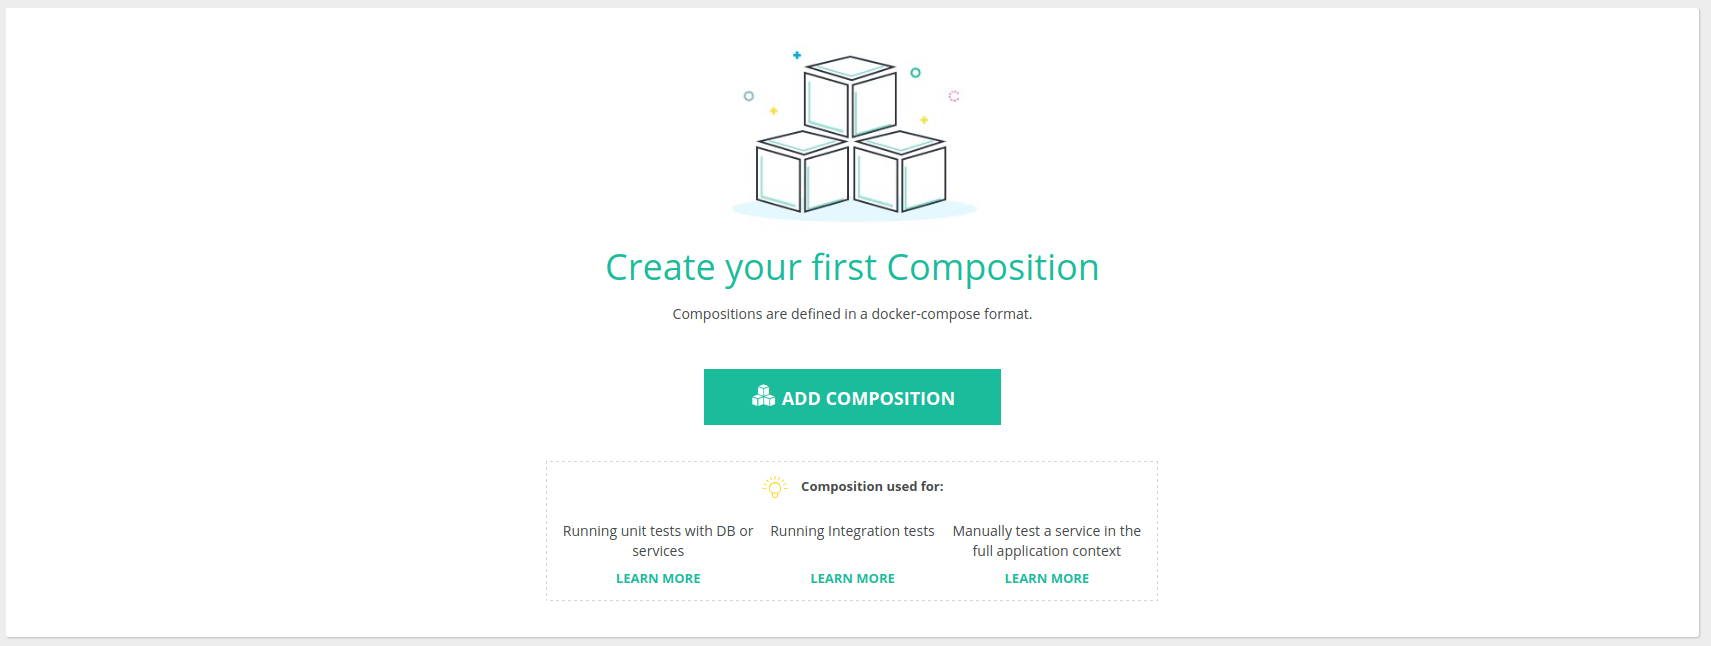 Create your first Composition
Compositions are defined in a docker-compose format.
ADD COMPOSITION
Composition used for:
Running unit tests with DB or
services
LEARN MORE
Running Integration tests
LEARN MORE
Manually test a service in the
full application context
LEARN MORE